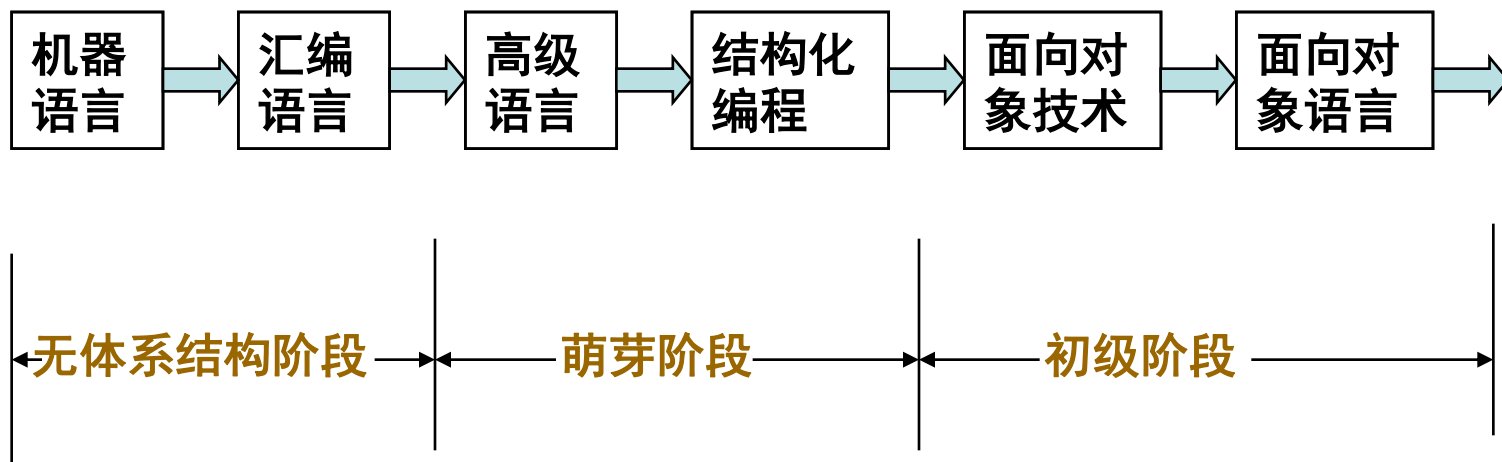 机器
语言
汇编
语言
高级
语言
结构化
编程
面向对
象技术
面向对
象语言
无体系结构阶段
萌芽阶段
初级阶段